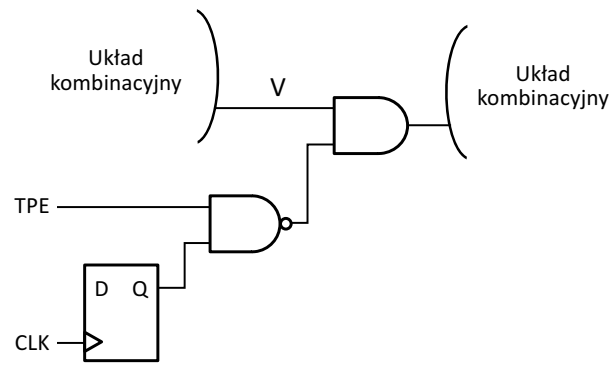 Układ
kombinacyjny
Układ
kombinacyjny
V
TPE
D Q
CLK